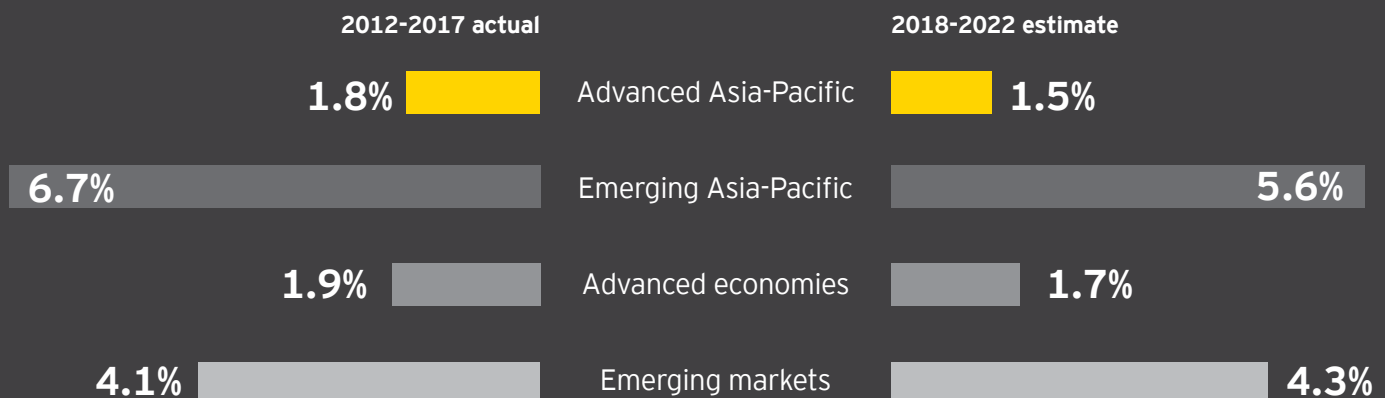 2012-2017 actual 2018-2022 estimate
1.8% Advanced Asia-Pacific 1.5%
6.7% Emerging Asia-Pacific 5.6%
1.9% Advanced economies 1.7%
4.1% Emerging markets 4.3%